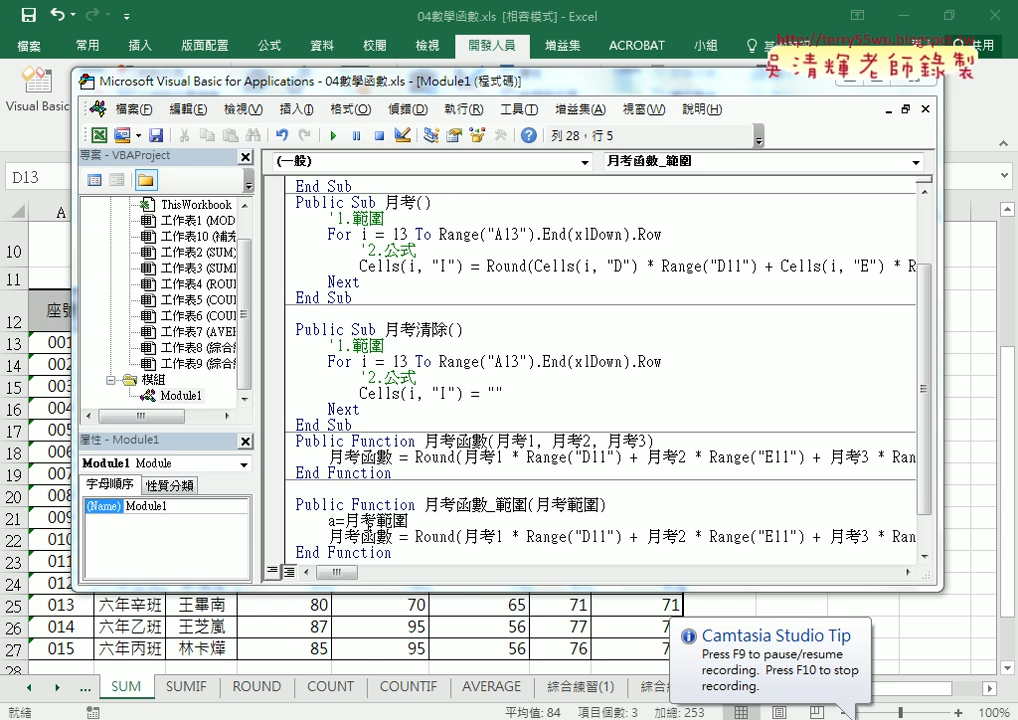 04數學函數.xls [相容模式] - Excel
檔案 常用 插入 版面配置 公式 資料 校閱 檢視 開發人員 增益集 ACROBAT 小組 共用
吳清輝老師錄製
Visual Basic
Microsoft Visual Basic for Applications - 04數學函數.xls - [Module1 (程式碼)]
檔案(F) 編輯(E) 檢視(V) 插入(I) 格式(O) 偵錯(D) 執行(R) 工具(T) 增益集(A) 視窗(W) 說明(H)
列 28，行 5
專案 - VBAProject
(一般) 月考函數_範圍
D13
A
ThisWorkbook
工作表1 (MOD
工作表10 (補充
工作表2 (SUM
工作表3 (SUM
工作表4 (ROU
工作表5 (COU
工作表6 (COU
工作表7 (AVE
工作表8 (綜合
工作表9 (綜合
模組
Module1
屬性 - Module1
Module1 Module
字母順序 性質分類
(Name) Module1
End Sub
Public Sub 月考()
'1.範圍
For i = 13 To Range("A13").End(xlDown).Row
'2.公式
Cells(i, "I") = Round(Cells(i, "D") * Range("D11") + Cells(i, "E") * R
Next
End Sub
Public Sub 月考清除()
'1.範圍
For i = 13 To Range("A13").End(xlDown).Row
'2.公式
Cells(i, "I") = ""
Next
End Sub
Public Function 月考函數(月考1, 月考2, 月考3)
月考函數 = Round(月考1 * Range("D11") + 月考2 * Range("E11") + 月考3 * Ran
End Function
Public Function 月考函數_範圍(月考範圍)
a=月考範圍
月考函數 = Round(月考1 * Range("D11") + 月考2 * Range("E11") + 月考3 * Ran
End Function
10
11
12 座號
13 001
14 002
15 003
16 004
17 005
18 006
19 007
20 008
21 009
22 010
23 011
24 012
25 013 六年辛班 王畢南 80 70 65 71 71
26 014 六年乙班 王芝嵐 87 95 56 77 7
27 015 六年丙班 林卡燁 85 95 56 76 7
28
Camtasia Studio Tip
Press F9 to pause/resume
recording. Press F10 to stop
recording.
... SUM SUMIF ROUND COUNT COUNTIF AVERAGE 綜合練習(1) 綜合
就緒 平均值: 84 項目個數: 3 加總: 253 100%